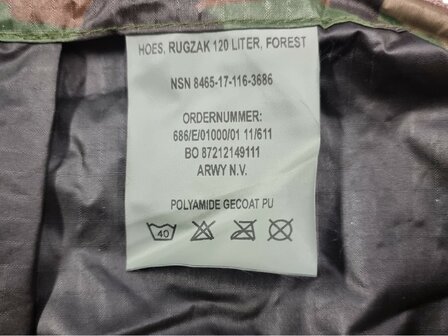 HOES, RUGZAK 120 LITER, FOREST
NSN 8465-17-116-3686
ORDERNUMMER:
686/E/01000/01 11/611
BO 87212149111
ARWY N.V.
POLYAMIDE GECOAT PU
40